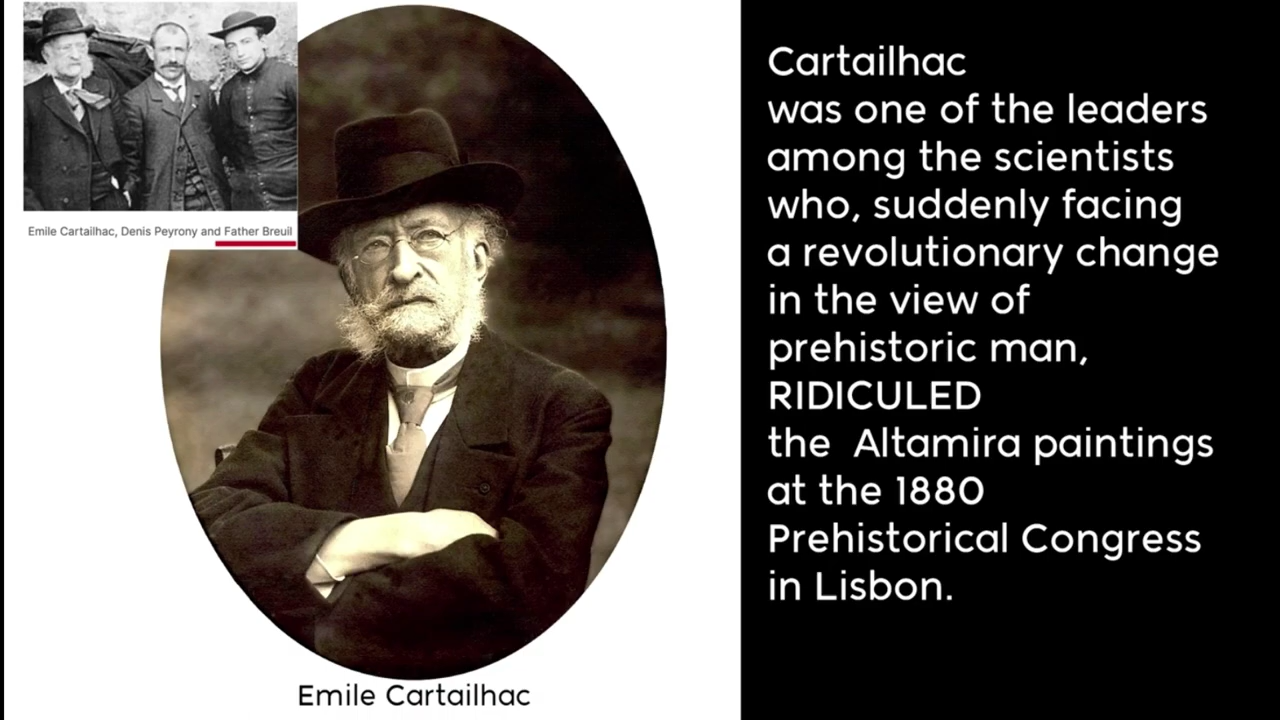 Emile Cartailhac, Denis Peyrony and Father Breuil
Emile Cartailhac
Cartailhac
was one of the leaders
among the scientists
who, suddenly facing
a revolutionary change
in the view of
prehistoric man,
RIDICULED
the  Altamira paintings
at the 1880
Prehistorical Congress
in Lisbon.